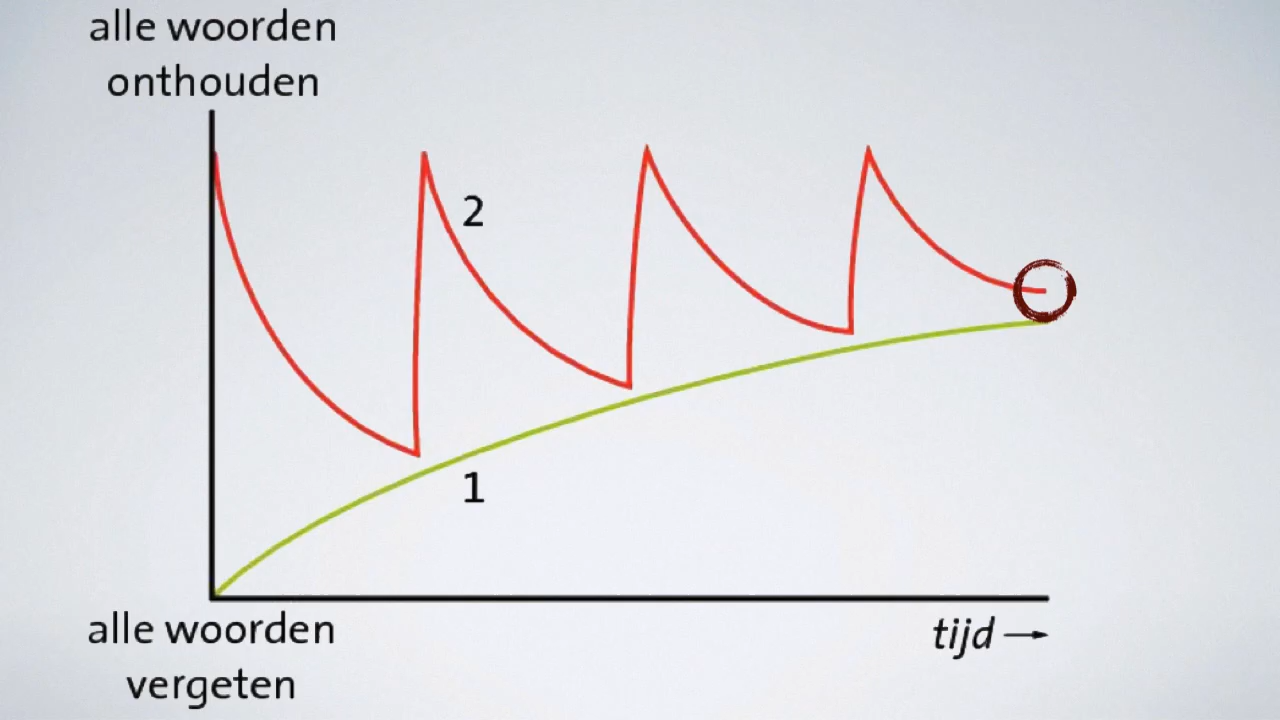 alle woorden
onthouden
2
1
alle woorden
vergeten
tijd →